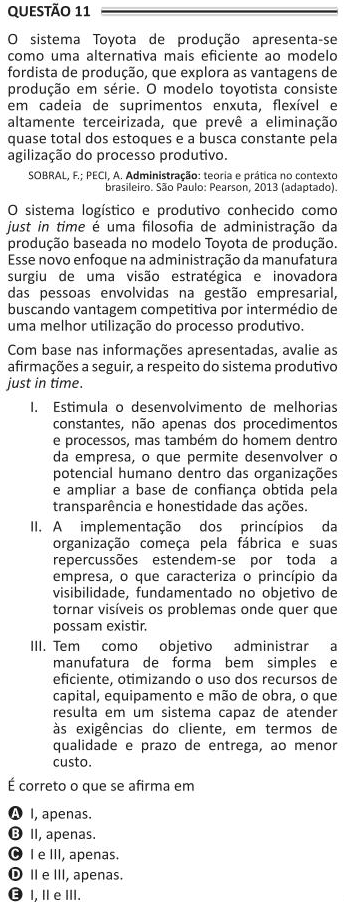 QUESTÃO 11
O sistema Toyota de produção apresenta-se
como uma alternativa mais eficiente ao modelo
fordista de produção, que explora as vantagens de
produção em série. O modelo toyotista consiste
em cadeia de suprimentos enxuta, flexível e
altamente terceirizada, que prevê a eliminação
quase total dos estoques e a busca constante pela
agilização do processo produtivo.
SOBRAL, F.; PECI, A. Administração: teoria e prática no contexto
brasileiro. São Paulo: Pearson, 2013 (adaptado).
O sistema logístico e produtivo conhecido como
just in time é uma filosofia de administração da
produção baseada no modelo Toyota de produção.
Esse novo enfoque na administração da manufatura
surgiu de uma visão estratégica e inovadora
das pessoas envolvidas na gestão empresarial,
buscando vantagem competitiva por intermédio de
uma melhor utilização do processo produtivo.
Com base nas informações apresentadas, avalie as
afirmações a seguir, a respeito do sistema produtivo
just in time.
I. Estimula o desenvolvimento de melhorias
constantes, não apenas dos procedimentos
e processos, mas também do homem dentro
da empresa, o que permite desenvolver o
potencial humano dentro das organizações
e ampliar a base de confiança obtida pela
transparência e honestidade das ações.
II. A implementação dos princípios da
organização começa pela fábrica e suas
repercussões estendem-se por toda a
empresa, o que caracteriza o princípio da
visibilidade, fundamentado no objetivo de
tornar visíveis os problemas onde quer que
possam existir.
III. Tem como objetivo administrar a
manufatura de forma bem simples e
eficiente, otimizando o uso dos recursos de
capital, equipamento e mão de obra, o que
resulta em um sistema capaz de atender
às exigências do cliente, em termos de
qualidade e prazo de entrega, ao menor
custo.
É correto o que se afirma em
A I, apenas.
B II, apenas.
C I e III, apenas.
D II e III, apenas.
E I, II e III.